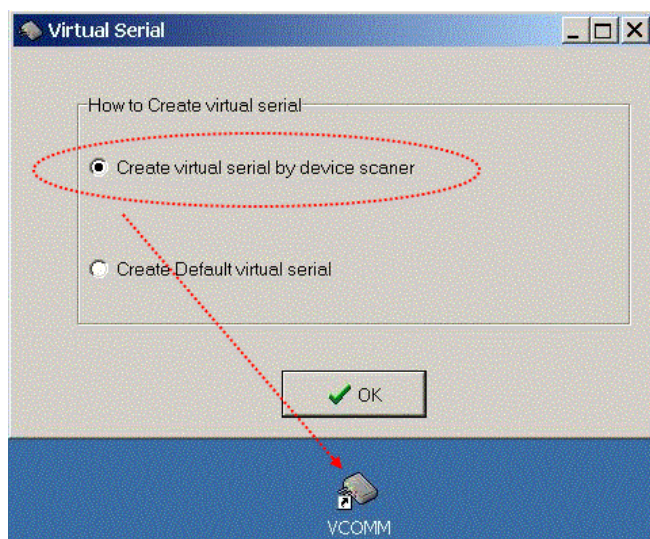 Virtual Serial
How to Create virtual serial
Create virtual serial by device scaner
Create Default virtual serial
OK
VCOMM